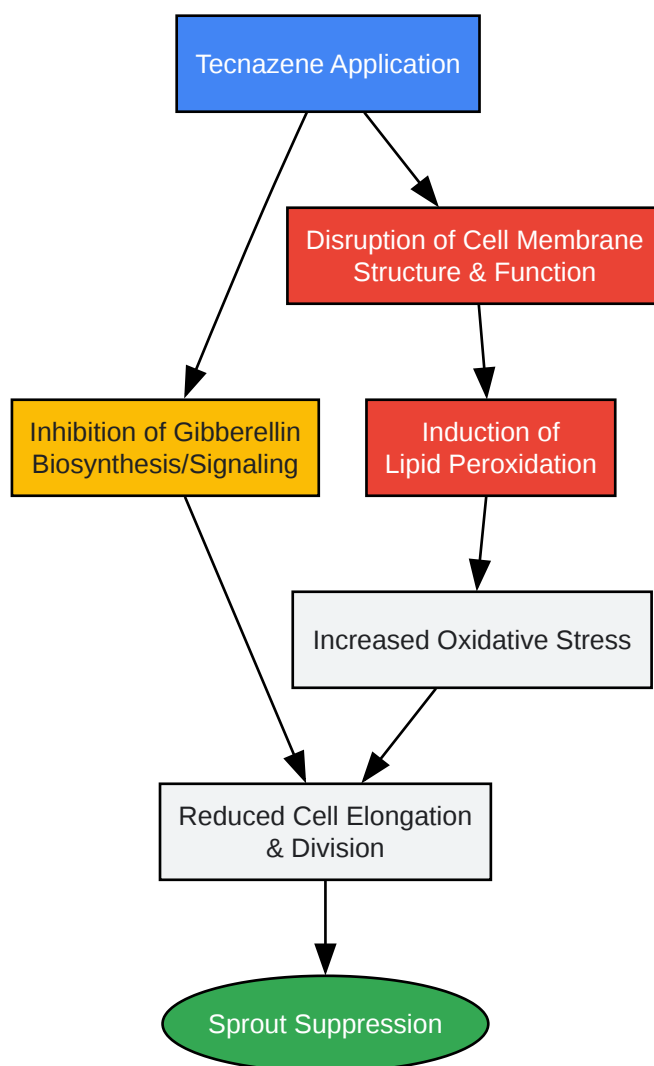 Tecnazene Application
Disruption of Cell Membrane
Structure & Function
Inhibition of Gibberellin
Biosynthesis/Signaling
Induction of
Lipid Peroxidation
Increased Oxidative Stress
Reduced Cell Elongation
& Division
Sprout Suppression